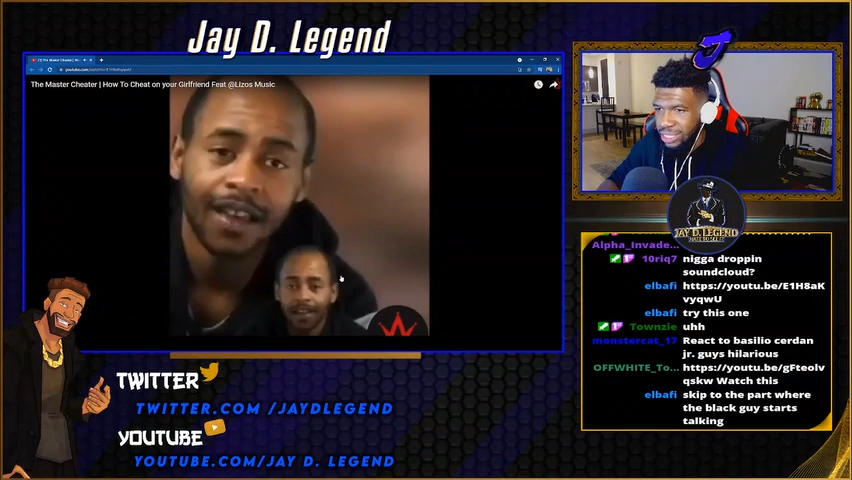 Jay D. Legend
The Master Cheater | How To Cheat on your Girlfriend Feat @Lizos Music
J
JAY D. LEGEND
Alpha_Invade...
10riq7 nigga droppin
soundcloud?
elbafi https://youtu.be/E1H8aK
vyqwU
elbafi try this one
Townzie uhh
monstercat_17 React to basilio cerdan
jr. guys hilarious
OFFWHITE_To... https://youtu.be/gFteolv
qskw Watch this
elbafi skip to the part where
the black guy starts
talking
TWITTER
TWITTER.COM /JAYDLEGEND
YOUTUBE
YOUTUBE.COM/JAY D. LEGEND